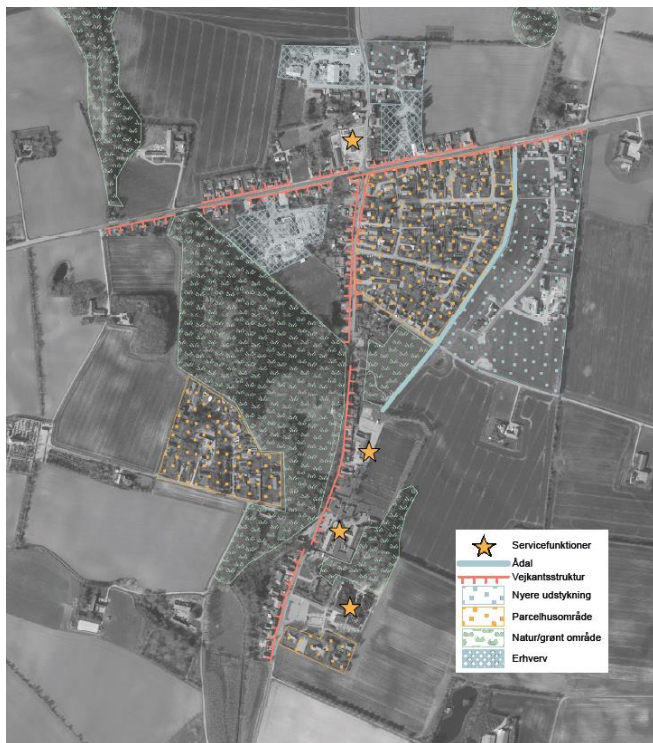 Servicefunktioner
Ådal
Vejkantsstruktur
Nyere udstykning
Parcelhusområde
Natur/grønt område
Erhverv